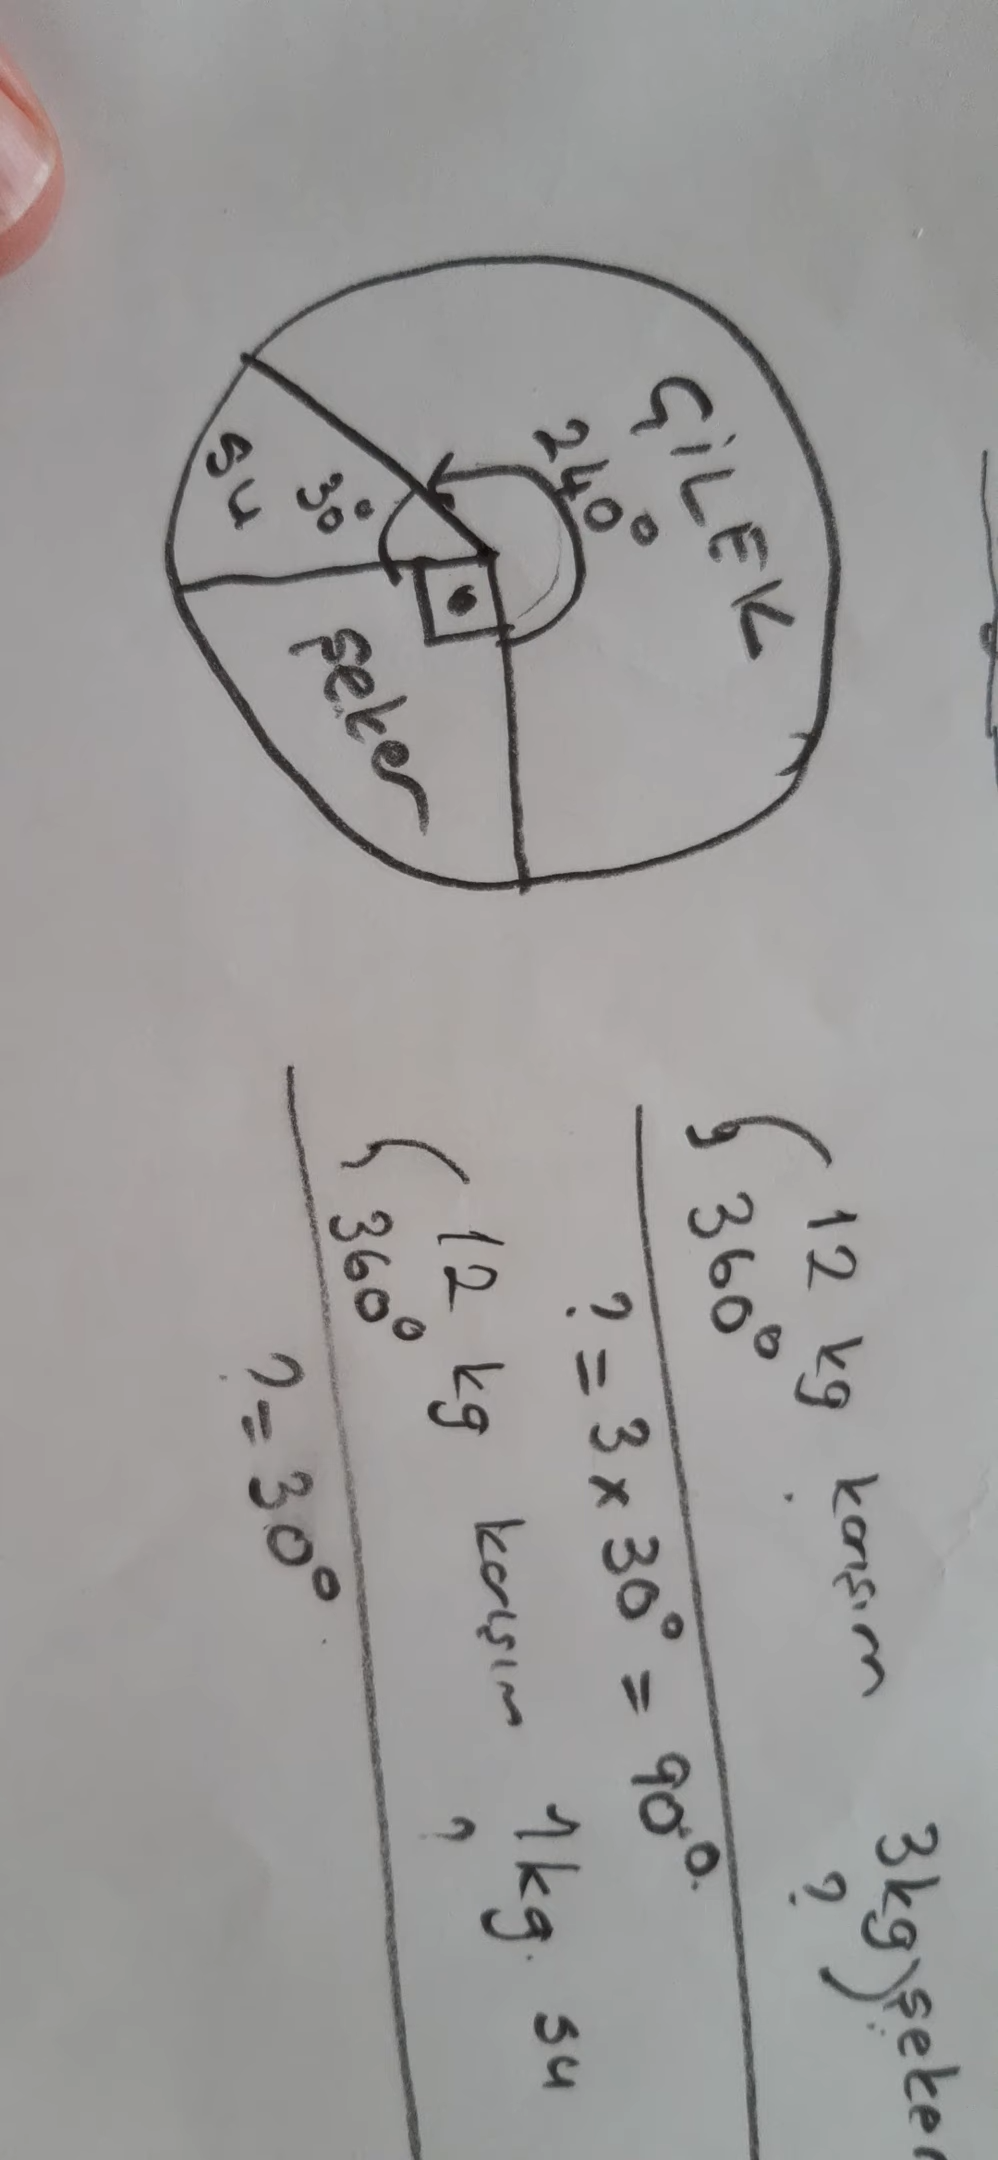 ÇİLEK
240°
30°
su
şeker
12 kg karışım 3kg şeker
360° ?
? = 3 x 30° = 90°.
12 kg karışım 1kg. su
360° ?
? = 30°